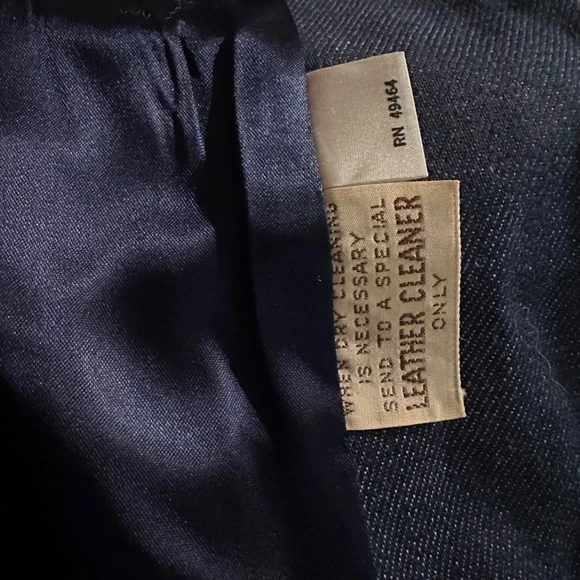 RN 49464
WHEN DRY CLEANING
IS NECESSARY
SEND TO A SPECIAL
LEATHER CLEANER
ONLY